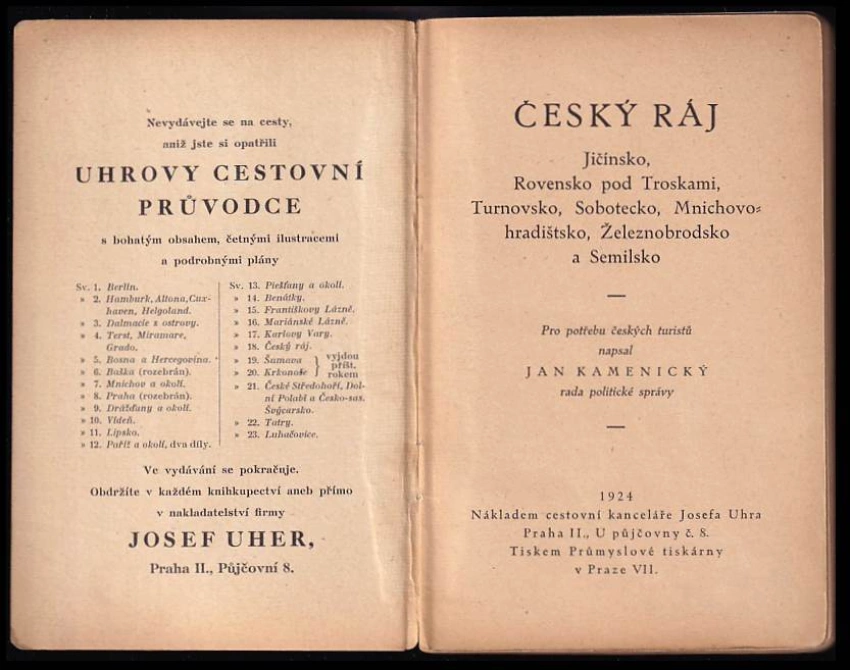 Nevydávejte se na cesty,
aniž jste si opatřili
UHROVY CESTOVNÍ
PRŮVODCE
s bohatým obsahem, četnými ilustracemi
a podrobnými plány
Sv. 1. Berlin.
» 2. Hamburk, Altona, Cux-
haven, Helgoland.
» 3. Dalmacie s ostrovy.
» 4. Terst, Miramare,
Grado.
» 5. Bosna a Hercegovina.
» 6. Baška (rozebrán).
» 7. Mnichov a okolí.
» 8. Praha (rozebrán).
» 9. Drážďany a okolí.
» 10. Vídeň.
» 11. Lipsko.
» 12. Paříž a okolí, dva díly.
Sv. 13. Piešťany a okolí.
» 14. Benátky.
» 15. Františkovy Lázně.
» 16. Mariánské Lázně.
» 17. Karlovy Vary.
» 18. Český ráj.
» 19. Šumava } vyjdou
» 20. Krkonoše } příšt. rokem
» 21. České Středohoří, Dol-
ní Polabí a Česko-sas.
Švýcarsko.
» 22. Tatry.
» 23. Luhačovice.
Ve vydávání se pokračuje.
Obdržíte v každém knihkupectví aneb přímo
v nakladatelství firmy
JOSEF UHER,
Praha II., Půjčovní 8.
ČESKÝ RÁJ
Jičínsko,
Rovensko pod Troskami,
Turnovsko, Sobotecko, Mnichovo-
hradištsko, Železnobrodsko
a Semilsko
Pro potřebu českých turistů
napsal
JAN KAMENICKÝ
rada politické správy
1924
Nákladem cestovní kanceláře Josefa Uhra
Praha II., U půjčovny č. 8.
Tiskem Průmyslové tiskárny
v Praze VII.